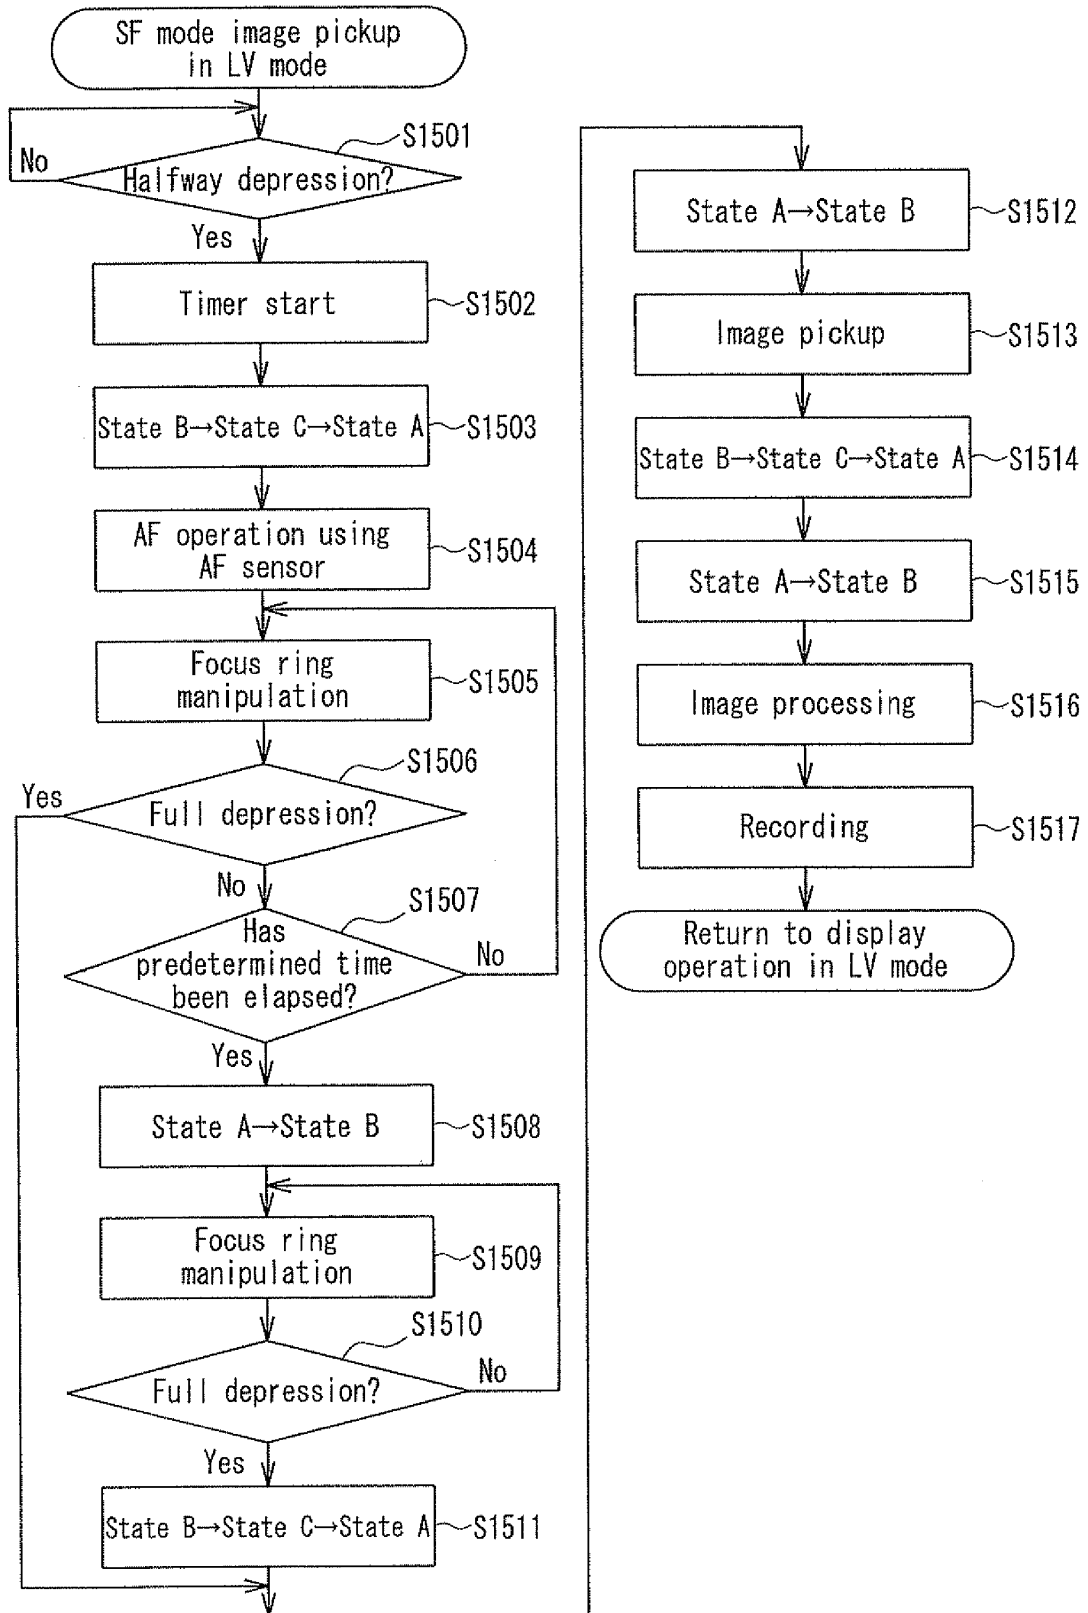 SF mode image pickup
in LV mode
No
S1501
Halfway depression?
Yes
Timer start
S1502
State B→State C→State A
S1503
AF operation using
AF sensor
S1504
Focus ring
manipulation
S1505
S1506
Yes
Full depression?
No
S1507
Has
predetermined time
been elapsed?
No
Yes
State A→State B
S1508
Focus ring
manipulation
S1509
S1510
Full depression?
No
Yes
State B→State C→State A
S1511
State A→State B
S1512
Image pickup
S1513
State B→State C→State A
S1514
State A→State B
S1515
Image processing
S1516
Recording
S1517
Return to display
operation in LV mode